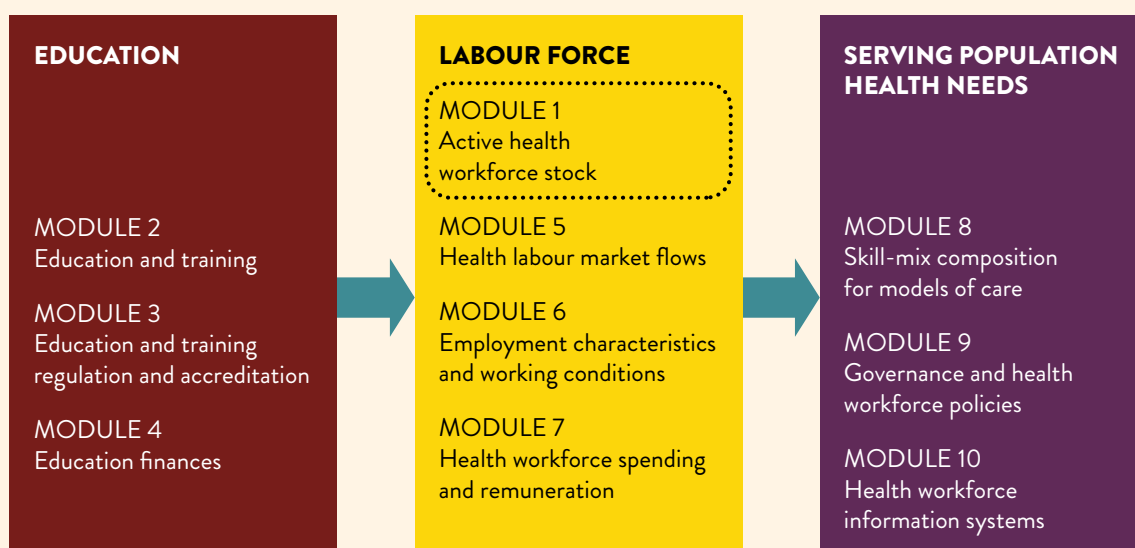 EDUCATION
MODULE 2
Education and training
MODULE 3
Education and training
regulation and accreditation
MODULE 4
Education finances
LABOUR FORCE
MODULE 1
Active health
workforce stock
MODULE 5
Health labour market flows
MODULE 6
Employment characteristics
and working conditions
MODULE 7
Health workforce spending
and remuneration
SERVING POPULATION
HEALTH NEEDS
MODULE 8
Skill-mix composition
for models of care
MODULE 9
Governance and health
workforce policies
MODULE 10
Health workforce
information systems